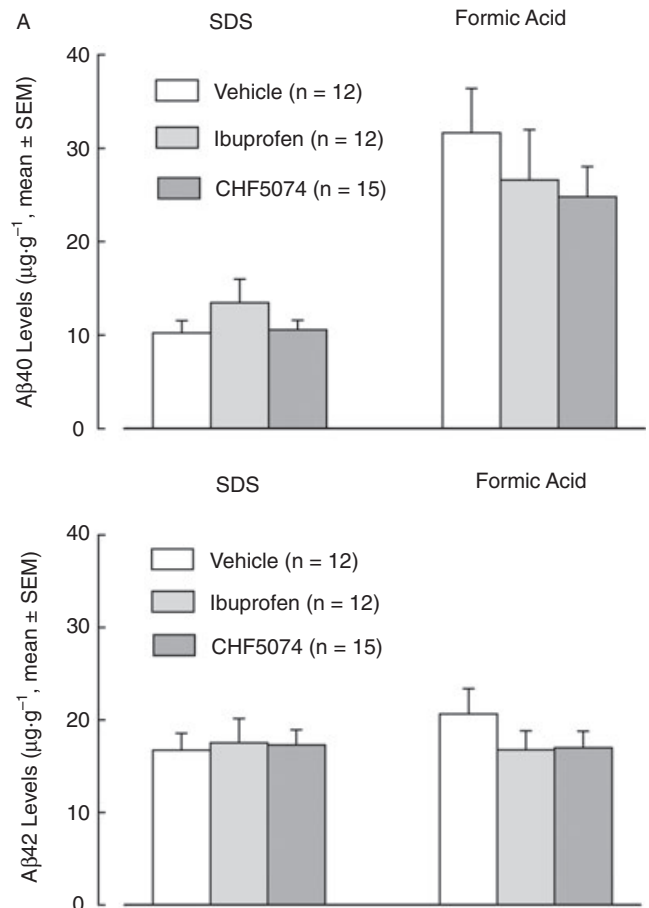 A
SDS
Formic Acid
40
30
20
10
0
Aβ40 Levels (μg·g⁻¹, mean ± SEM)
Vehicle (n = 12)
Ibuprofen (n = 12)
CHF5074 (n = 15)
SDS
Formic Acid
40
30
20
10
0
Aβ42 Levels (μg·g⁻¹, mean ± SEM)
Vehicle (n = 12)
Ibuprofen (n = 12)
CHF5074 (n = 15)